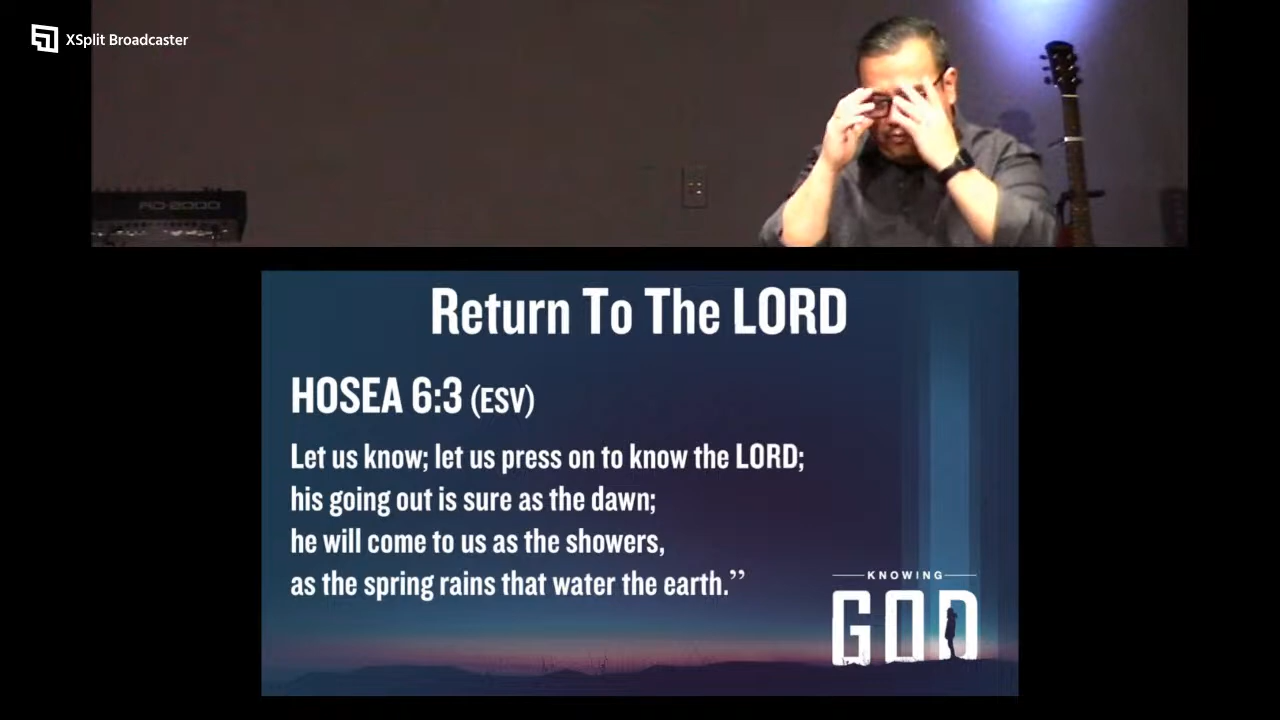 XSplit Broadcaster
RD-2000
Return To The LORD
HOSEA 6:3 (ESV)
Let us know; let us press on to know the LORD;
his going out is sure as the dawn;
he will come to us as the showers,
as the spring rains that water the earth.”
KNOWING
GOD